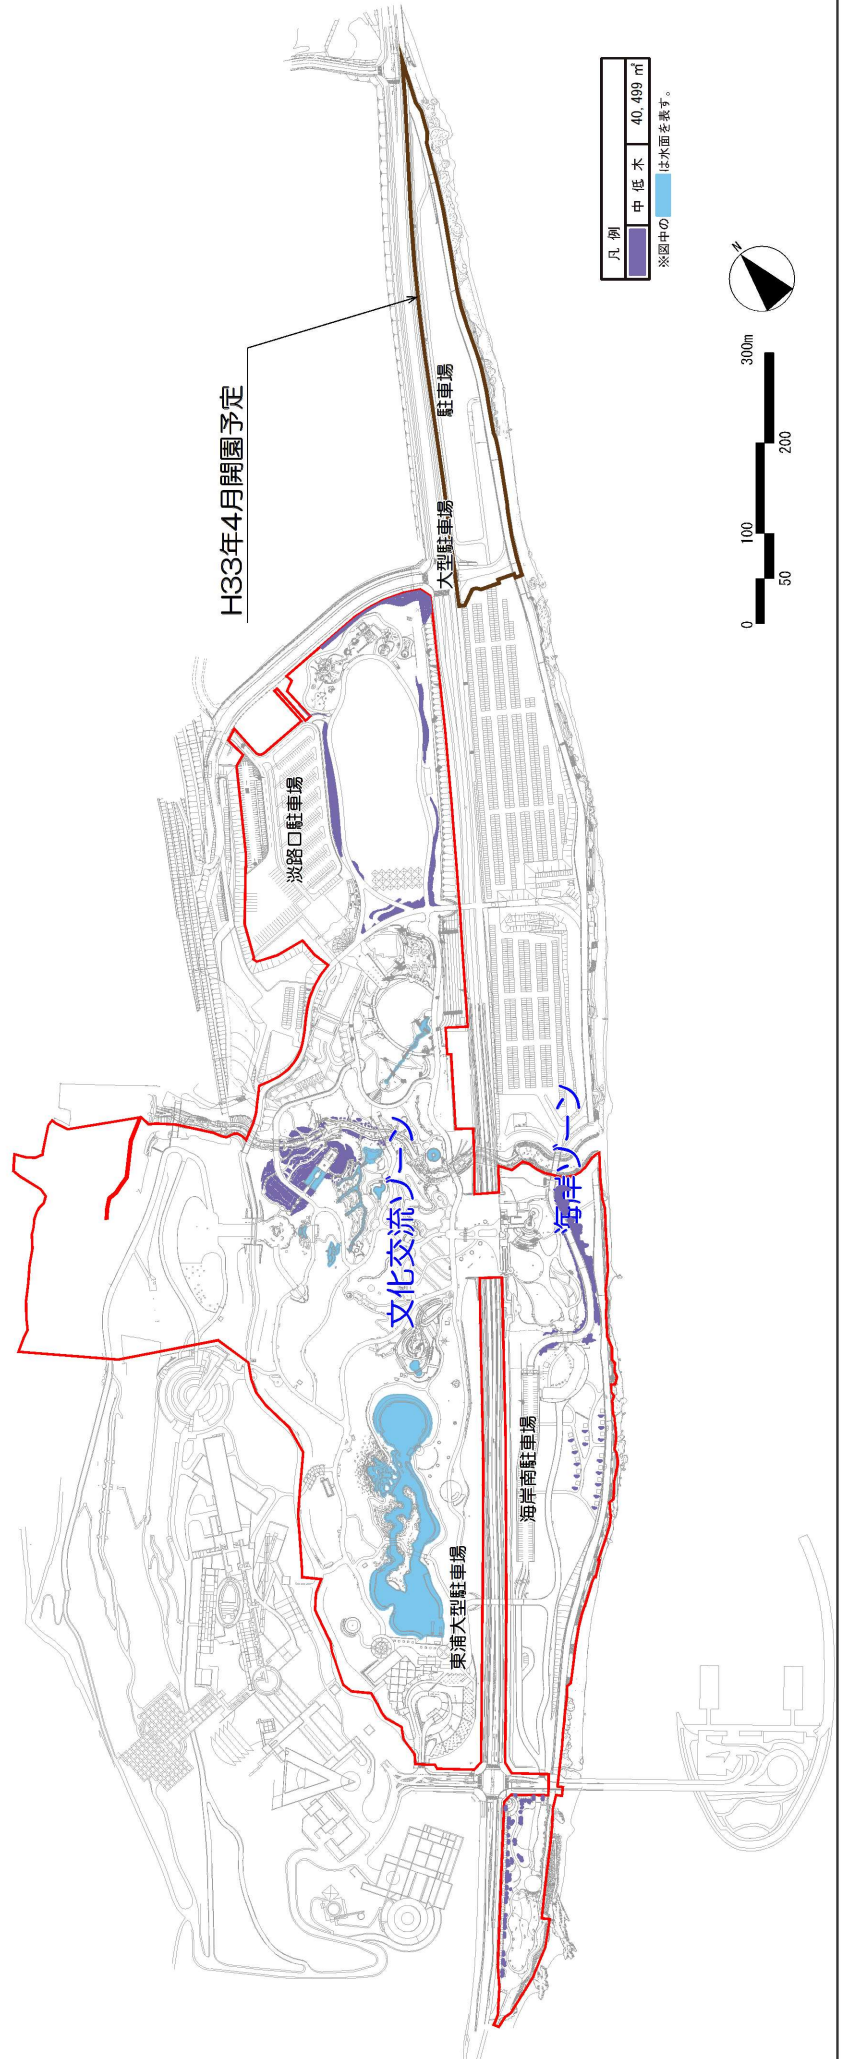 H33年4月開園予定
駐車場
大型駐車場
淡路口駐車場
文化交流ゾーン
海岸ゾーン
海岸南駐車場
東浦大型駐車場
凡 例
中 低 木 40,499 ㎡
※図中の は水面を表す。
N
0 50 100 200 300m